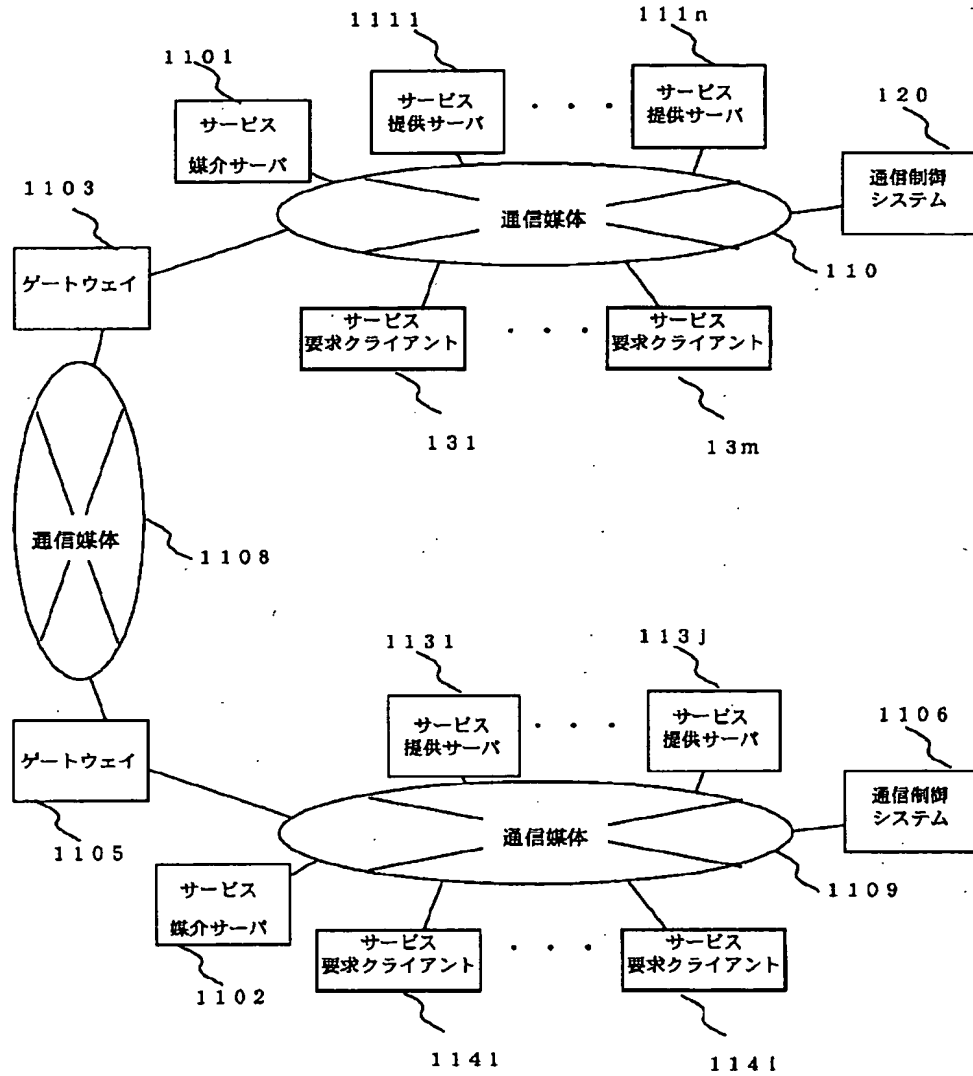 1111
111n
1101
120
サービス
提供サーバ
・ ・ ・
サービス
提供サーバ
サービス
媒介サーバ
通信制御
システム
1103
通信媒体
ゲートウェイ
110
サービス
要求クライアント
・ ・ ・
サービス
要求クライアント
131
13m
通信媒体
1108
1131
113j
1106
サービス
提供サーバ
・ ・ ・
サービス
提供サーバ
ゲートウェイ
通信制御
システム
通信媒体
1105
1109
サービス
媒介サーバ
サービス
要求クライアント
・ ・ ・
サービス
要求クライアント
1102